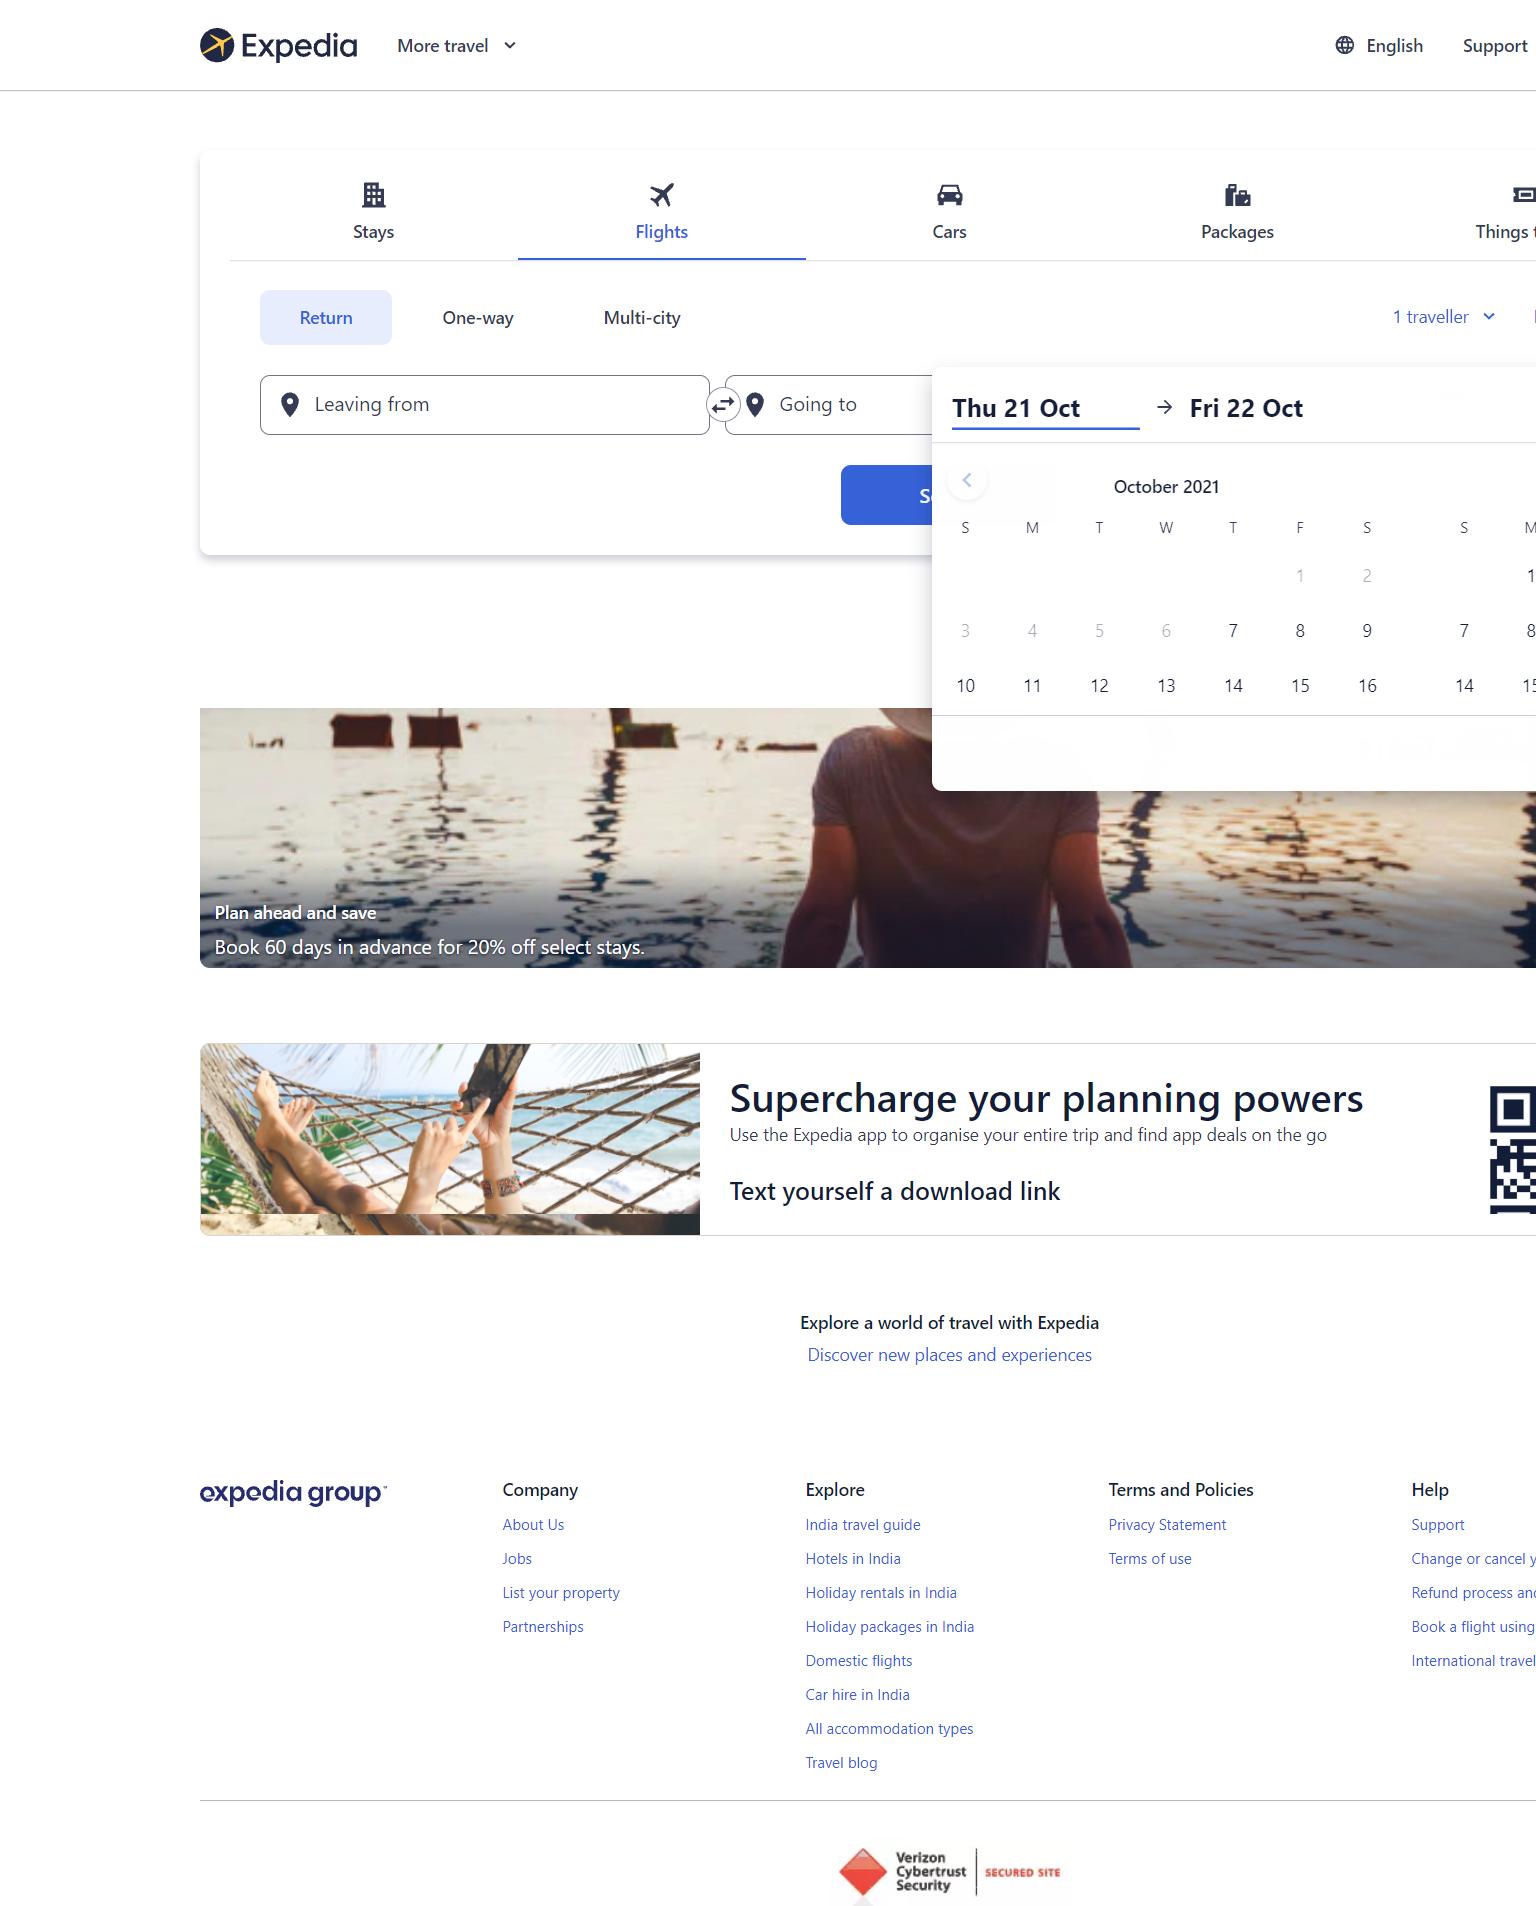 Expedia
More travel
English
Support
Stays
Flights
Cars
Packages
Things
Return
One-way
Multi-city
1 traveller
Leaving from
Going to
Thu 21 Oct
Fri 22 Oct
October 2021
S M T W T F S S M
1 2 1
3 4 5 6 7 8 9 7 8
10 11 12 13 14 15 16 14 15
Plan ahead and save
Book 60 days in advance for 20% off select stays.
Supercharge your planning powers
Use the Expedia app to organise your entire trip and find app deals on the go
Text yourself a download link
Explore a world of travel with Expedia
Discover new places and experiences
expedia group
Company
About Us
Jobs
List your property
Partnerships
Explore
India travel guide
Hotels in India
Holiday rentals in India
Holiday packages in India
Domestic flights
Car hire in India
All accommodation types
Travel blog
Terms and Policies
Privacy Statement
Terms of use
Help
Support
Change or cancel
Refund process and
Book a flight using
International travel
Verizon
Cybertrust
Security
SECURED SITE